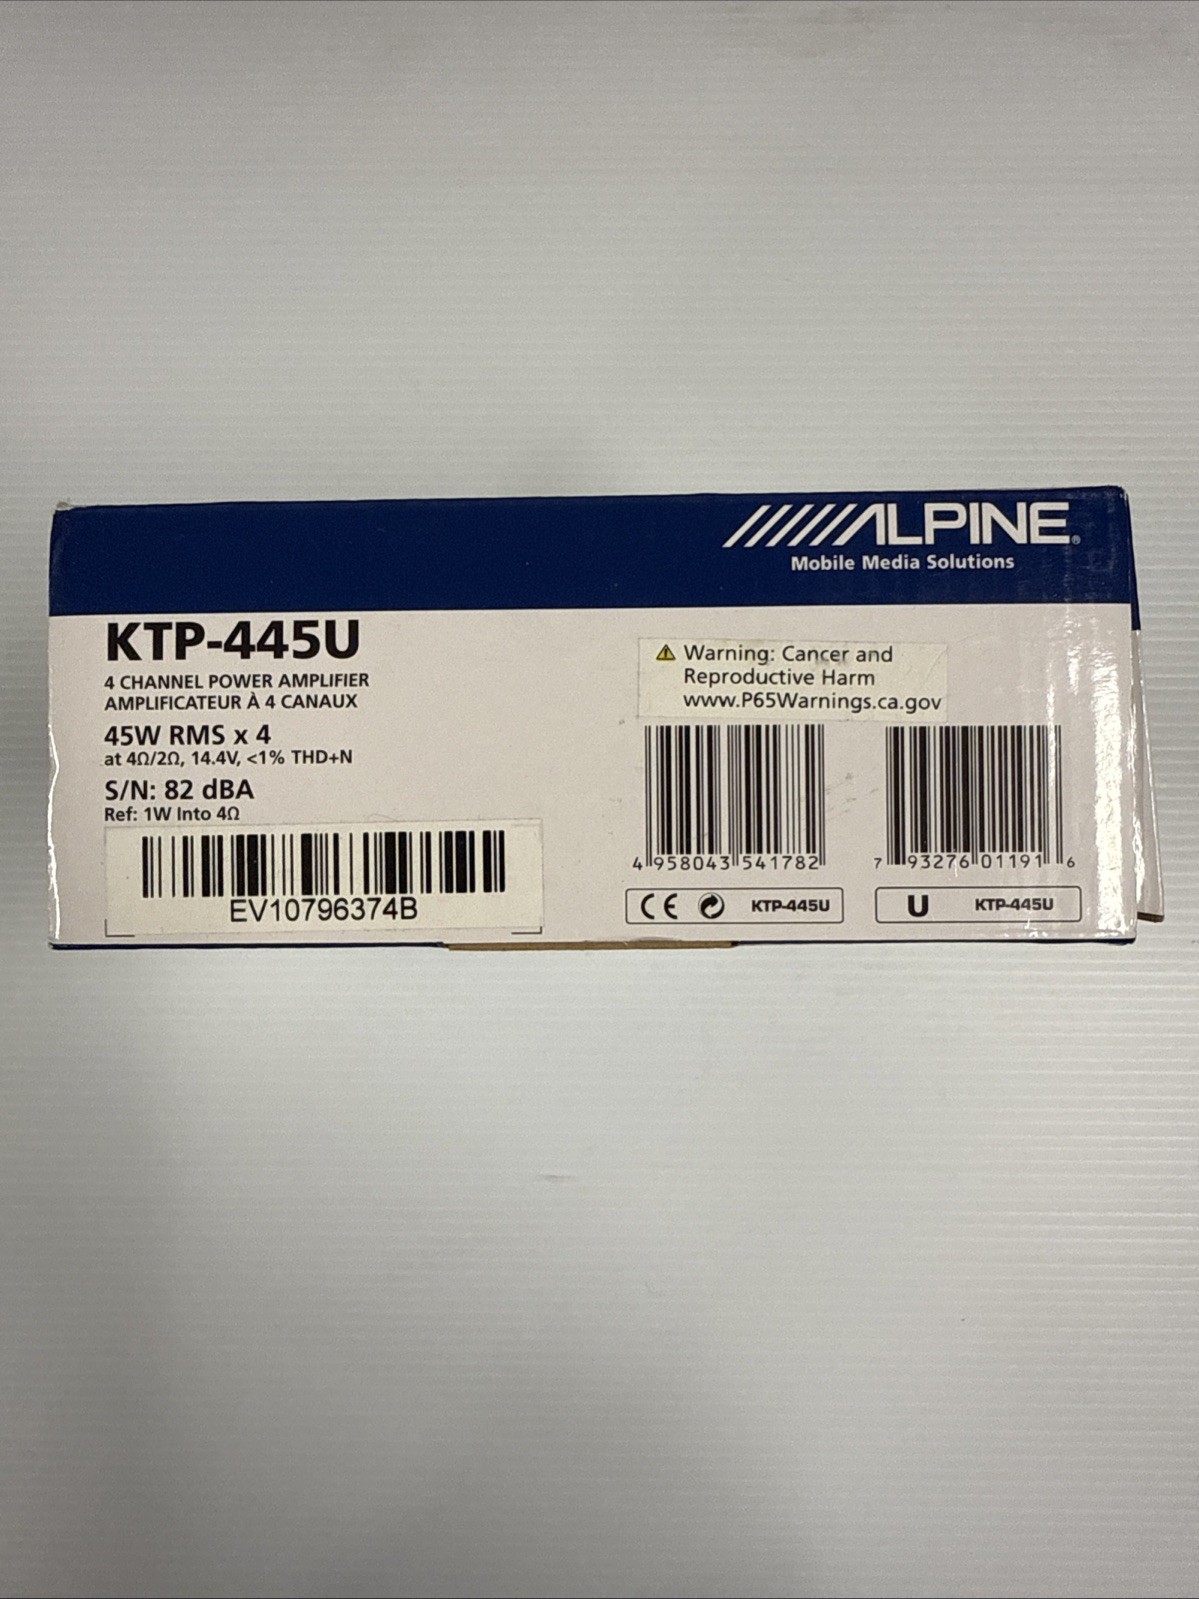 ALPINE®
Mobile Media Solutions
KTP-445U
4 CHANNEL POWER AMPLIFIER
AMPLIFICATEUR À 4 CANAUX
45W RMS x 4
at 4Ω/2Ω, 14.4V, <1% THD+N
S/N: 82 dBA
Ref: 1W Into 4Ω
EV10796374B
⚠ Warning: Cancer and
Reproductive Harm
www.P65Warnings.ca.gov
4 958043 541782
CE KTP-445U
7 93276 01191 6
U KTP-445U